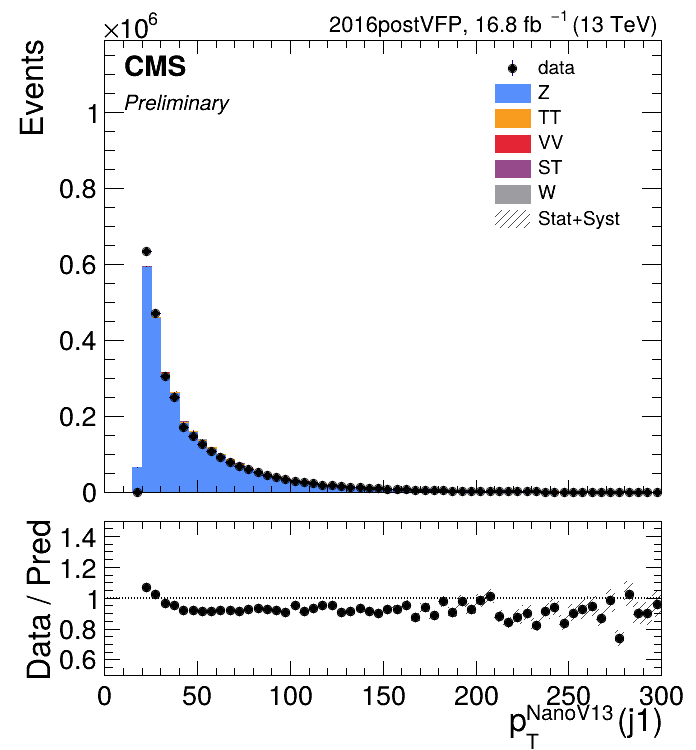 ×10⁶
2016postVFP, 16.8 fb ⁻¹ (13 TeV)
CMS
Preliminary
Events
data
Z
TT
VV
ST
W
Stat+Syst
1
0.8
0.6
0.4
0.2
0
Data / Pred
1.4
1.2
1
0.8
0.6
0 50 100 150 200 250 300
p_T^NanoV13(j1)